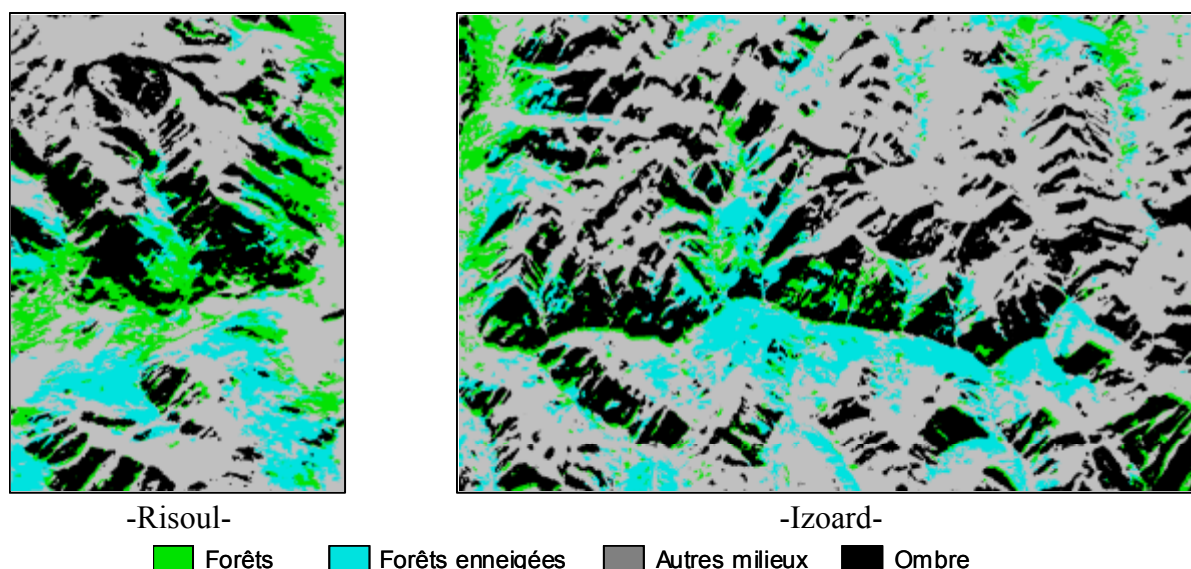 -Risoul-
-Izoard-
Forêts
Forêts enneigées
Autres milieux
Ombre